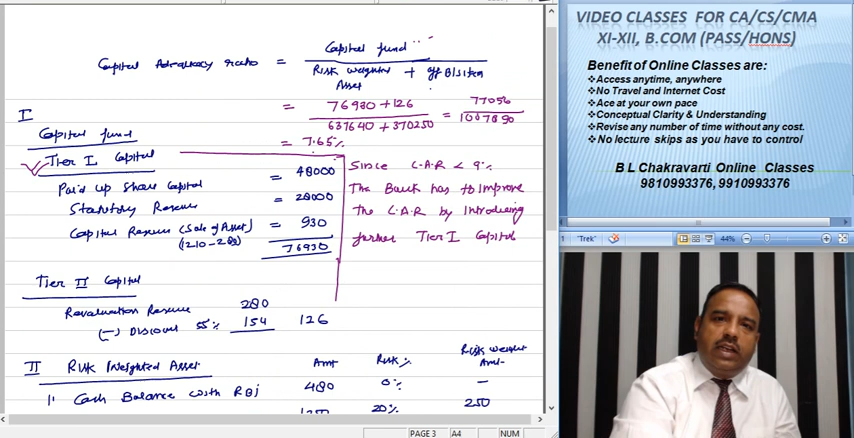 Capital Adequacy ratio = Capital fund
Risk weighted Asset + off B/s item
= 76930 + 126 = 77056
637640 + 370250 1007890
= 7.65%
I
Capital fund
Tier I Capital
Paid up Share Capital = 48000
Statutory Reserve = 28000
Capital Reserve (Sale of Asset) = 930
(1210 - 280)
76930
Since C.A.R < 9%
The Bank has to improve
the C.A.R by Introducing
further Tier I Capital
Tier II Capital
Revaluation Reserve 280
(-) Discount 55% 154 126
II Risk Weighted Asset Amt Risk% Risk Weight Amt
1) Cash Balance with RBI 480 0% -
20% 250
VIDEO CLASSES FOR CA/CS/CMA
XI-XII, B.COM (PASS/HONS)
Benefit of Online Classes are:
❖Access anytime, anywhere
❖No Travel and Internet Cost
❖Ace at your own pace
❖Conceptual Clarity & Understanding
❖Revise any number of time without any cost.
❖No lecture skips as you have to control
B L Chakravarti Online Classes
9810993376, 9910993376
1 "Trek" 44%
PAGE 3 A4 NUM